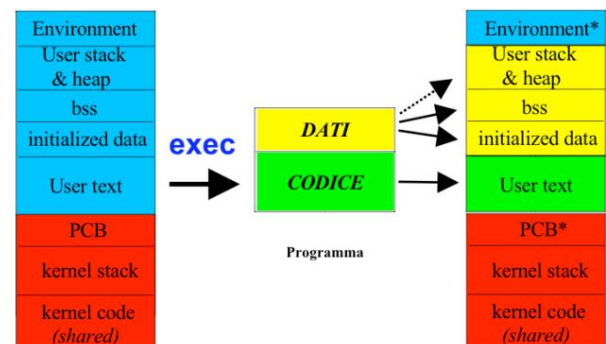 Environment
User stack
& heap
bss
initialized data
User text
PCB
kernel stack
kernel code
(shared)
exec
DATI
CODICE
Programma
Environment*
User stack
& heap
bss
initialized data
User text
PCB*
kernel stack
kernel code
(shared)